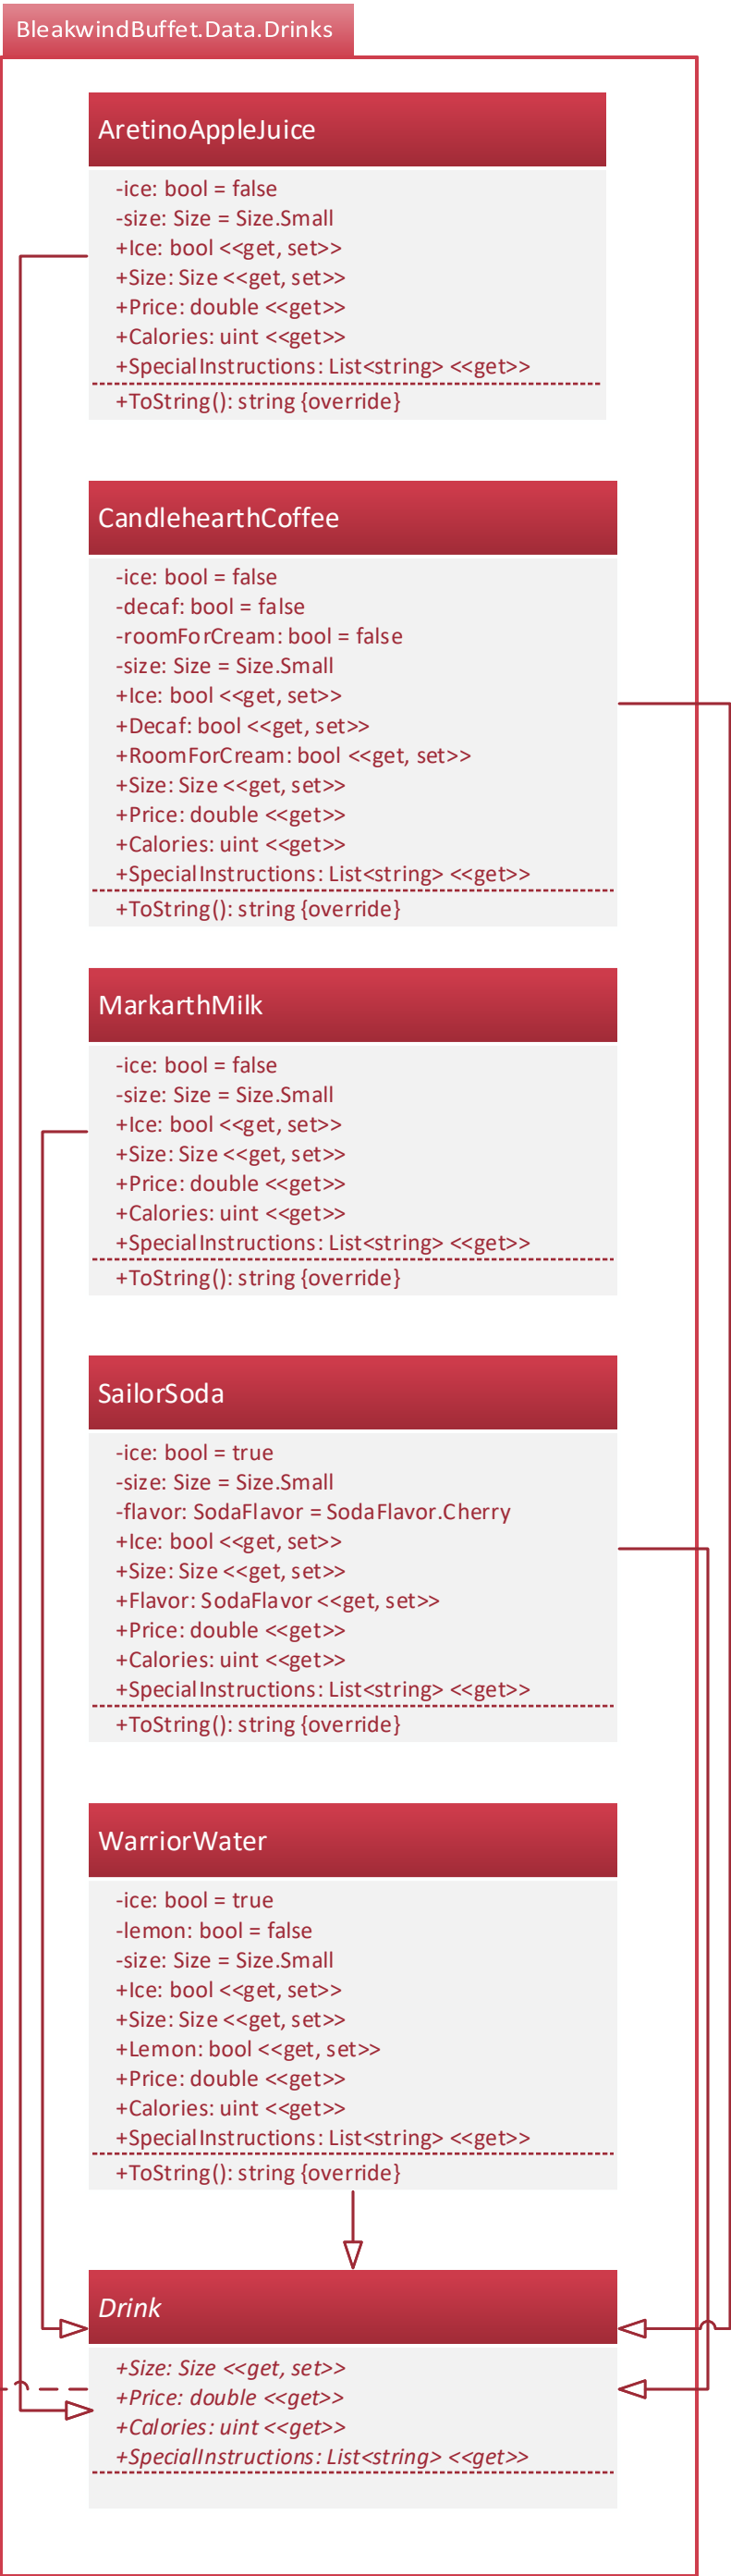 BleakwindBuffet.Data.Drinks
AretinoAppleJuice
-ice: bool = false
-size: Size = Size.Small
+Ice: bool <<get, set>>
+Size: Size <<get, set>>
+Price: double <<get>>
+Calories: uint <<get>>
+SpecialInstructions: List<string> <<get>>
+ToString(): string {override}
CandlehearthCoffee
-ice: bool = false
-decaf: bool = false
-roomForCream: bool = false
-size: Size = Size.Small
+Ice: bool <<get, set>>
+Decaf: bool <<get, set>>
+RoomForCream: bool <<get, set>>
+Size: Size <<get, set>>
+Price: double <<get>>
+Calories: uint <<get>>
+SpecialInstructions: List<string> <<get>>
+ToString(): string {override}
MarkarthMilk
-ice: bool = false
-size: Size = Size.Small
+Ice: bool <<get, set>>
+Size: Size <<get, set>>
+Price: double <<get>>
+Calories: uint <<get>>
+SpecialInstructions: List<string> <<get>>
+ToString(): string {override}
SailorSoda
-ice: bool = true
-size: Size = Size.Small
-flavor: SodaFlavor = SodaFlavor.Cherry
+Ice: bool <<get, set>>
+Size: Size <<get, set>>
+Flavor: SodaFlavor <<get, set>>
+Price: double <<get>>
+Calories: uint <<get>>
+SpecialInstructions: List<string> <<get>>
+ToString(): string {override}
WarriorWater
-ice: bool = true
-lemon: bool = false
-size: Size = Size.Small
+Ice: bool <<get, set>>
+Size: Size <<get, set>>
+Lemon: bool <<get, set>>
+Price: double <<get>>
+Calories: uint <<get>>
+SpecialInstructions: List<string> <<get>>
+ToString(): string {override}
Drink
+Size: Size <<get, set>>
+Price: double <<get>>
+Calories: uint <<get>>
+SpecialInstructions: List<string> <<get>>